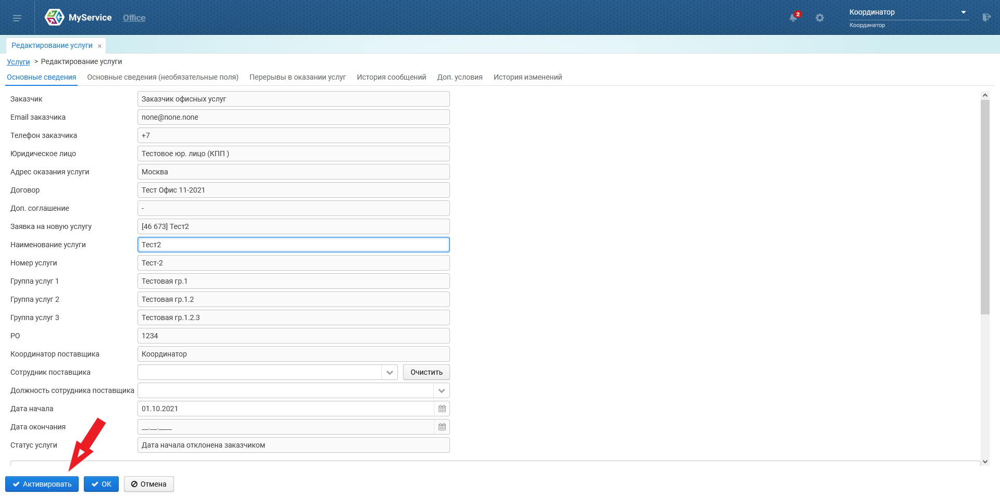 MyService Office
2
Координатор
Координатор
Редактирование услуги ×
Услуги > Редактирование услуги
Основные сведения Основные сведения (необязательные поля) Перерывы в оказании услуг История сообщений Доп. условия История изменений
Заказчик Заказчик офисных услуг
Email заказчика none@none.none
Телефон заказчика +7
Юридическое лицо Тестовое юр. лицо (КПП )
Адрес оказания услуги Москва
Договор Тест Офис 11-2021
Доп. соглашение -
Заявка на новую услугу [46 673] Тест2
Наименование услуги Тест2
Номер услуги Тест-2
Группа услуг 1 Тестовая гр.1
Группа услуг 2 Тестовая гр.1.2
Группа услуг 3 Тестовая гр.1.2.3
PO 1234
Координатор поставщика Координатор
Сотрудник поставщика Очистить
Должность сотрудника поставщика
Дата начала 01.10.2021
Дата окончания __.__.____
Статус услуги Дата начала отклонена заказчиком
Активировать OK Отмена